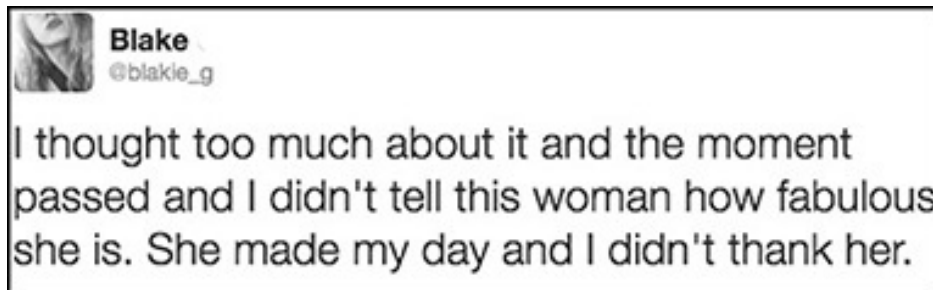 Blake
@blakie_g
I thought too much about it and the moment
passed and I didn't tell this woman how fabulous
she is. She made my day and I didn't thank her.